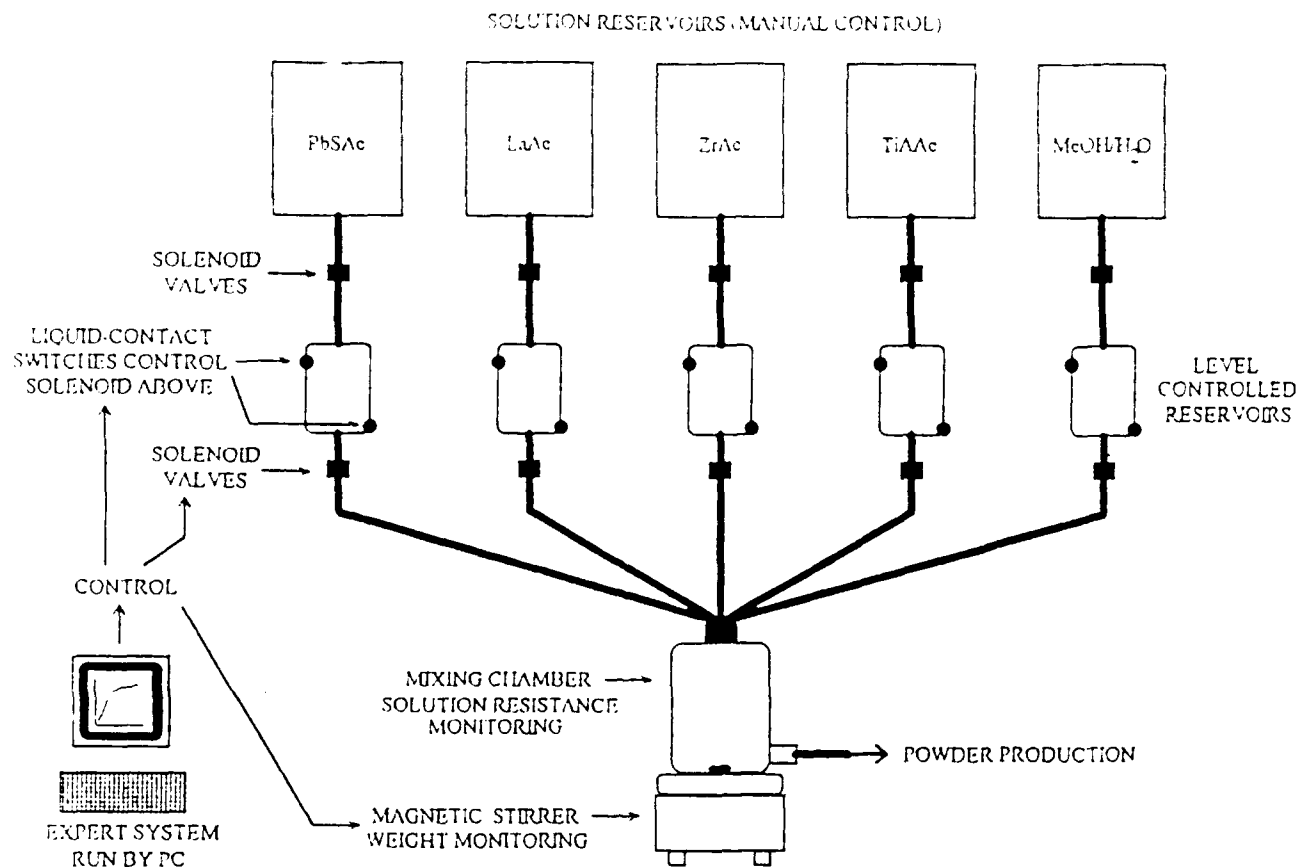 SOLUTION RESERVOIRS (MANUAL CONTROL)
PbSAc
LaAc
ZrAc
TiAAc
MeOH/H2O
SOLENOID
VALVES
LIQUID-CONTACT
SWITCHES CONTROL
SOLENOID ABOVE
LEVEL
CONTROLLED
RESERVOIRS
SOLENOID
VALVES
CONTROL
MIXING CHAMBER
SOLUTION RESISTANCE
MONITORING
POWDER PRODUCTION
MAGNETIC STIRRER
WEIGHT MONITORING
EXPERT SYSTEM
RUN BY PC